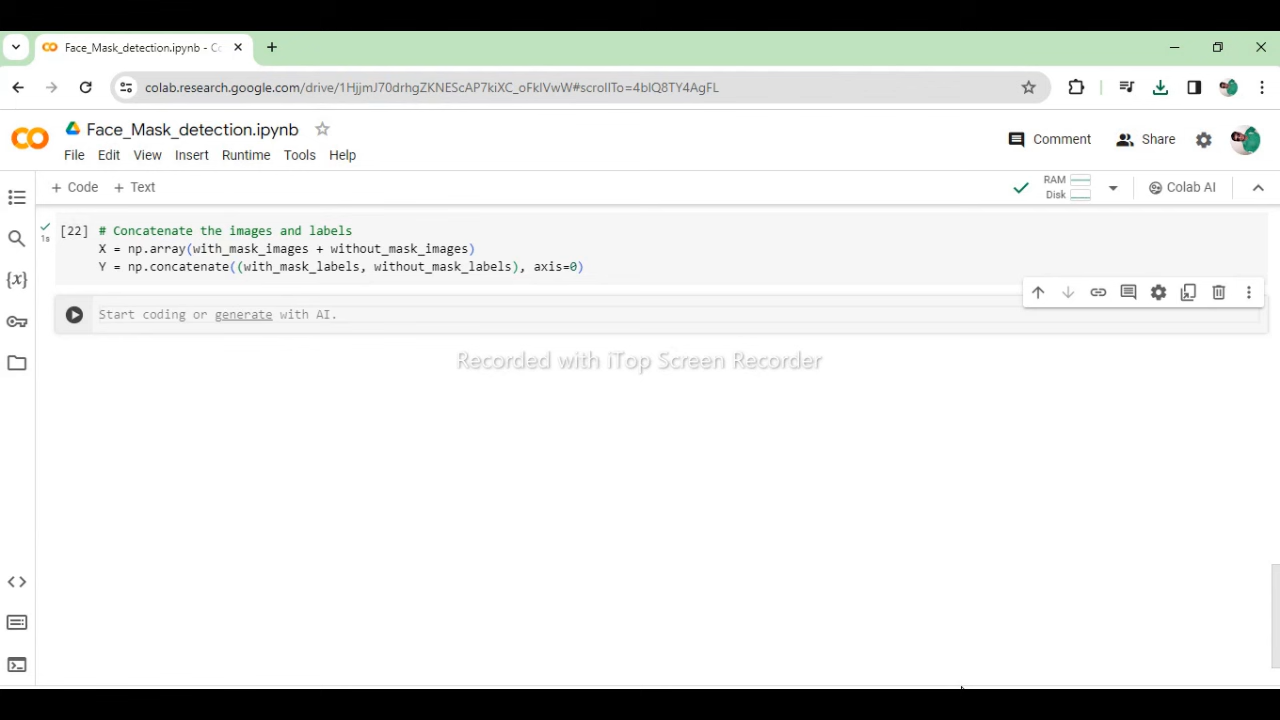 Face_Mask_detection.ipynb - Co
colab.research.google.com/drive/1HjjmJ70drhgZKNEScAP7kiXC_oFkIVwW#scrollTo=4bIQ8TY4AgFL
Face_Mask_detection.ipynb
Comment
Share
File Edit View Insert Runtime Tools Help
+ Code + Text
RAM
Disk
Colab AI
[22] # Concatenate the images and labels
1s
X = np.array(with_mask_images + without_mask_images)
Y = np.concatenate((with_mask_labels, without_mask_labels), axis=0)
{x}
Start coding or generate with AI.
Recorded with iTop Screen Recorder